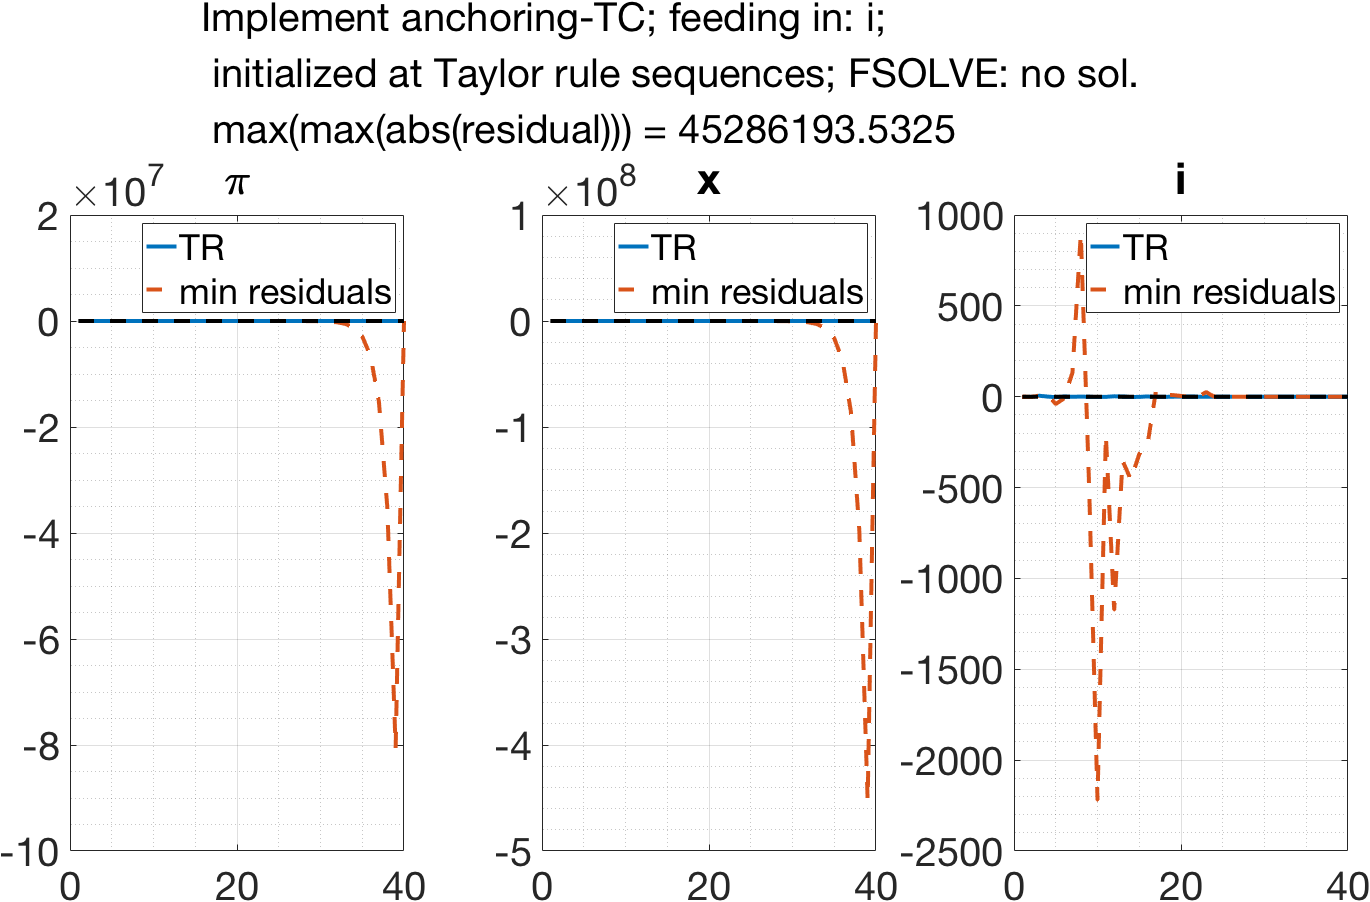 Implement anchoring-TC; feeding in: i;
initialized at Taylor rule sequences; FSOLVE: no sol.
max(max(abs(residual))) = 45286193.5325
×10^7 π
2
0
-2
-4
-6
-8
-10
0 20 40
TR
min residuals
×10^8 x
1
0
-1
-2
-3
-4
-5
0 20 40
TR
min residuals
i
1000
500
0
-500
-1000
-1500
-2000
-2500
0 20 40
TR
min residuals